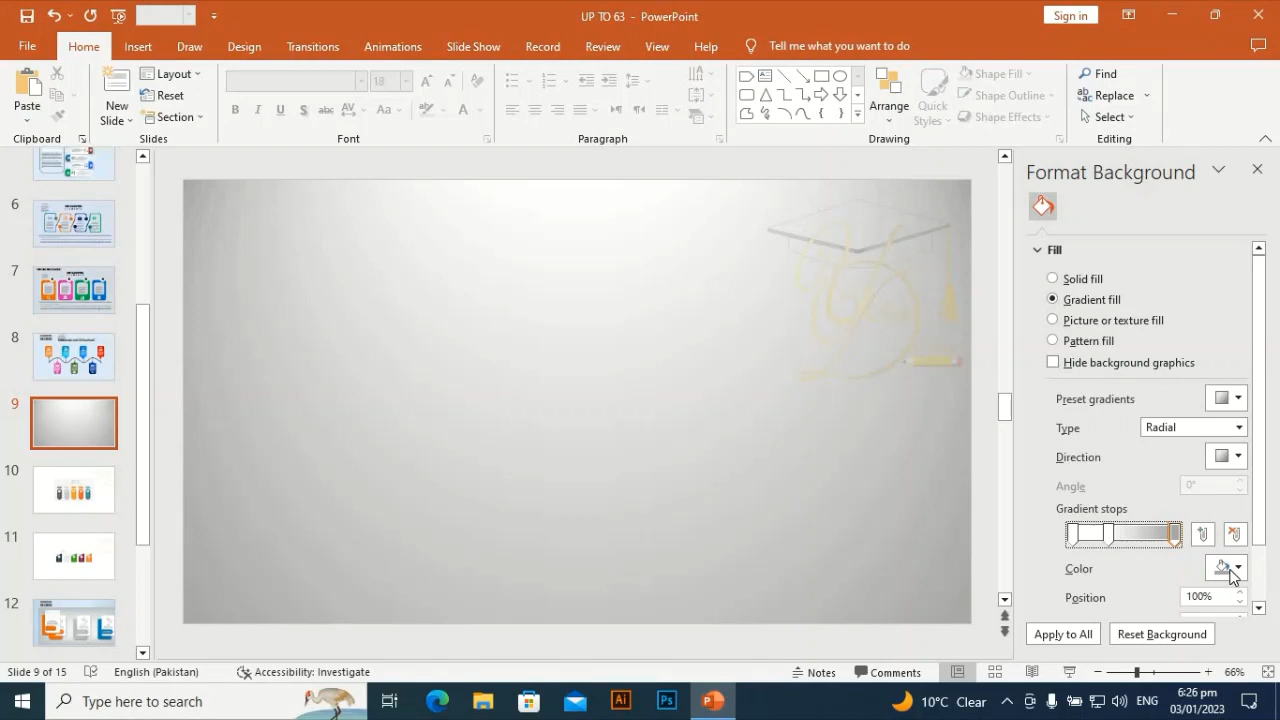 UP TO 63 - PowerPoint
Sign in
File Home Insert Draw Design Transitions Animations Slide Show Record Review View Help Tell me what you want to do
Paste
Clipboard
New Slide
Layout
Reset
Section
Slides
18
Font
Paragraph
Arrange
Quick Styles
Shape Fill
Shape Outline
Shape Effects
Drawing
Find
Replace
Select
Editing
6
7
8
9
10
11
12
Format Background
Fill
Solid fill
Gradient fill
Picture or texture fill
Pattern fill
Hide background graphics
Preset gradients
Type Radial
Direction
Angle 0°
Gradient stops
Color
Position 100%
Apply to All Reset Background
Slide 9 of 15 English (Pakistan) Accessibility: Investigate Notes Comments 66%
Type here to search Ai Ps 10°C Clear ENG 6:26 pm
03/01/2023